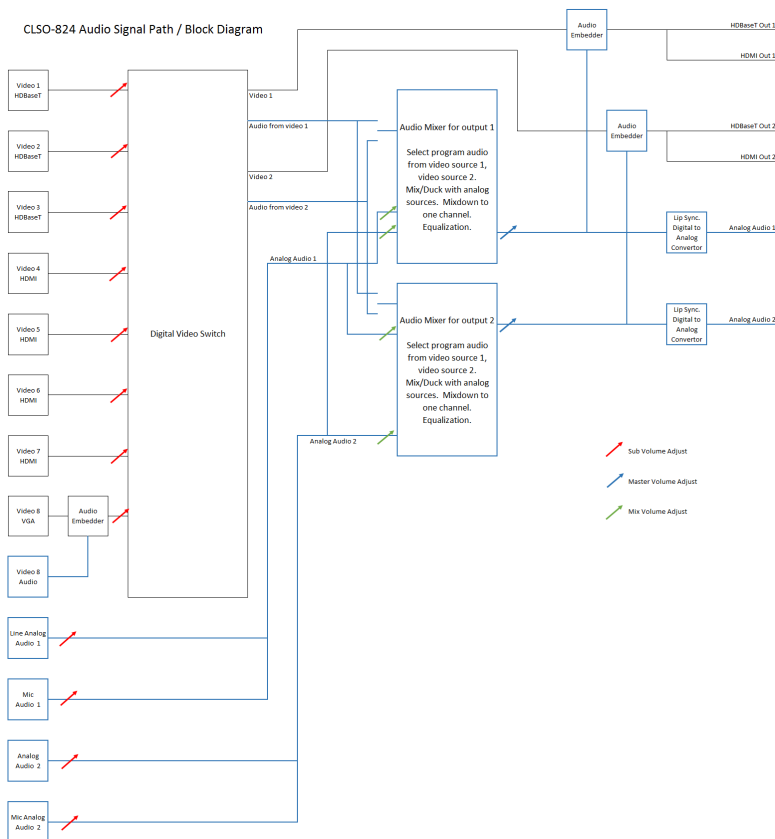 CLSO-824 Audio Signal Path / Block Diagram
Audio
Embedder
HDBaseT Out 1
HDMI Out 1
Video 1
HDBaseT
Video 1
Audio from video 1
Audio Mixer for output 1
Select program audio
from video source 1,
video source 2.
Mix/Duck with analog
sources. Mixdown to
one channel.
Equalization.
Audio
Embedder
HDBaseT Out 2
HDMI Out 2
Video 2
HDBaseT
Video 2
Audio from video 2
Video 3
HDBaseT
Lip Sync.
Digital to
Analog
Convertor
Analog Audio 1
Analog Audio 1
Video 4
HDMI
Video 5
HDMI
Digital Video Switch
Audio Mixer for output 2
Select program audio
from video source 1,
video source 2.
Mix/Duck with analog
sources. Mixdown to
one channel.
Equalization.
Lip Sync.
Digital to
Analog
Convertor
Analog Audio 2
Video 6
HDMI
Video 7
HDMI
Analog Audio 2
Sub Volume Adjust
Master Volume Adjust
Mix Volume Adjust
Video 8
VGA
Audio
Embedder
Video 8
Audio
Line Analog
Audio 1
Mic
Audio 1
Analog
Audio 2
Mic Analog
Audio 2